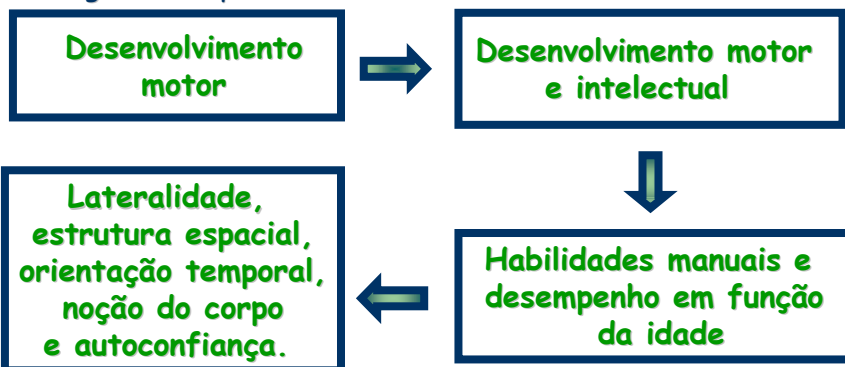 Desenvolvimento
motor
Desenvolvimento motor
e intelectual
Habilidades manuais e
desempenho em função
da idade
Lateralidade,
estrutura espacial,
orientação temporal,
noção do corpo
e autoconfiança.